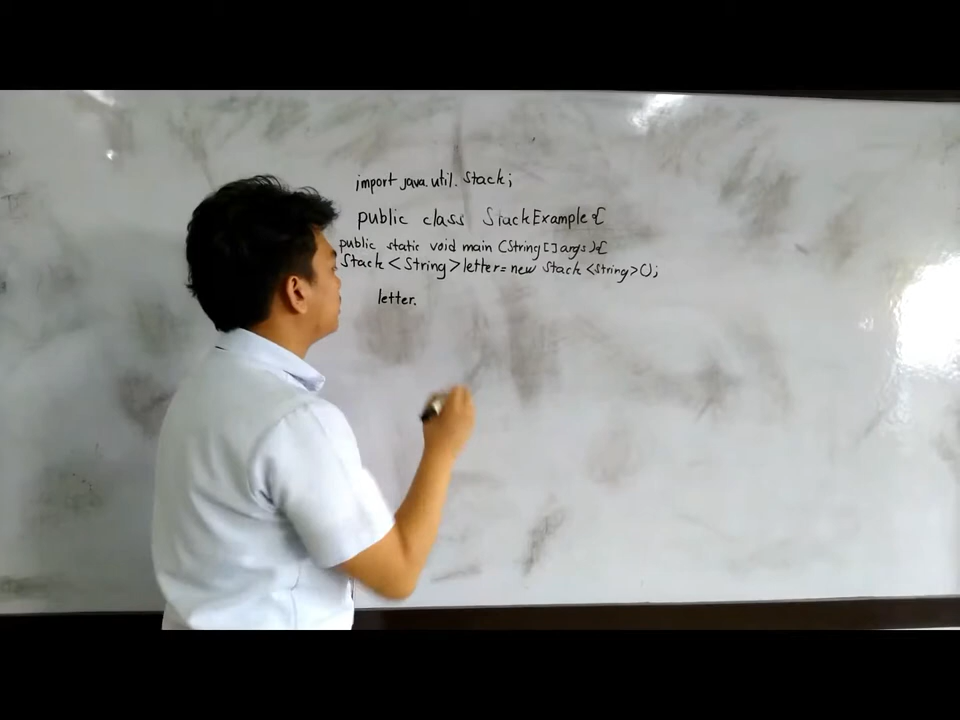 import java.util.Stack;
public class StackExample{
public static void main (String[]args){
Stack<String>letter=new Stack<String>();
letter.